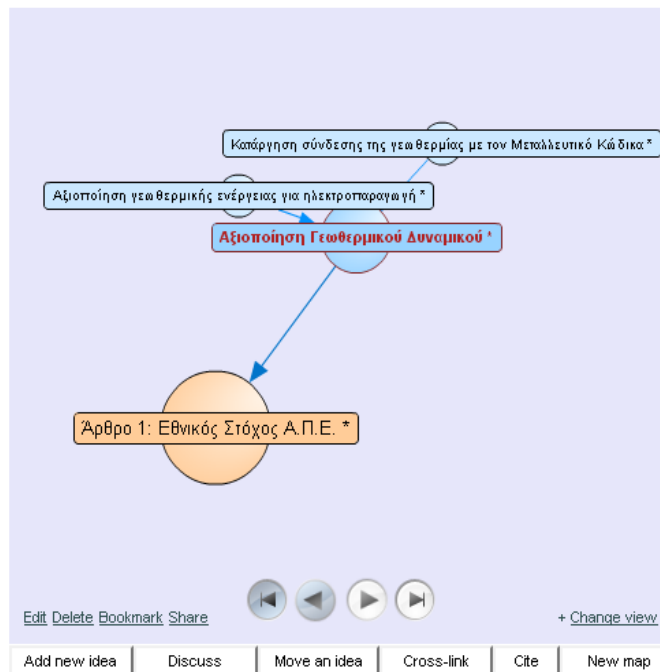 Κατάργηση σύνδεσης της γεωθερμίας με τον Μεταλλευτικό Κώδικα *
Αξιοποίηση γεωθερμικής ενέργειας για ηλεκτροπαραγωγή *
Αξιοποίηση Γεωθερμικού Δυναμικού *
Άρθρο 1: Εθνικός Στόχος Α.Π.Ε. *
Edit Delete Bookmark Share
+ Change view
Add new idea Discuss Move an idea Cross-link Cite New map